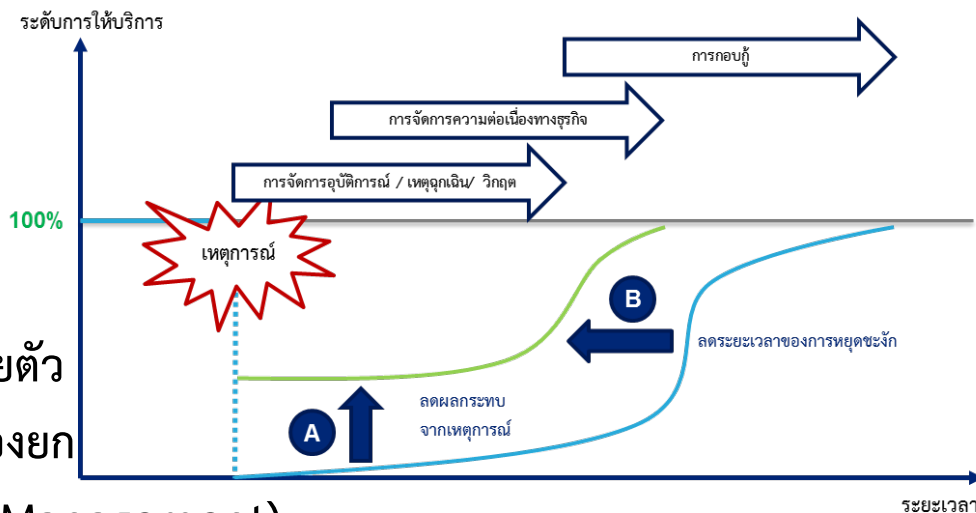 ระดับการให้บริการ
การกอบกู้
การจัดการความต่อเนื่องทางธุรกิจ
การจัดการอุบัติการณ์ / เหตุฉุกเฉิน/ วิกฤต
100%
เหตุการณ์
B
ลดระยะเวลาของการหยุดชะงัก
ยตัว
ลดผลกระทบ
จากเหตุการณ์
A
องยก
ระยะเวลา